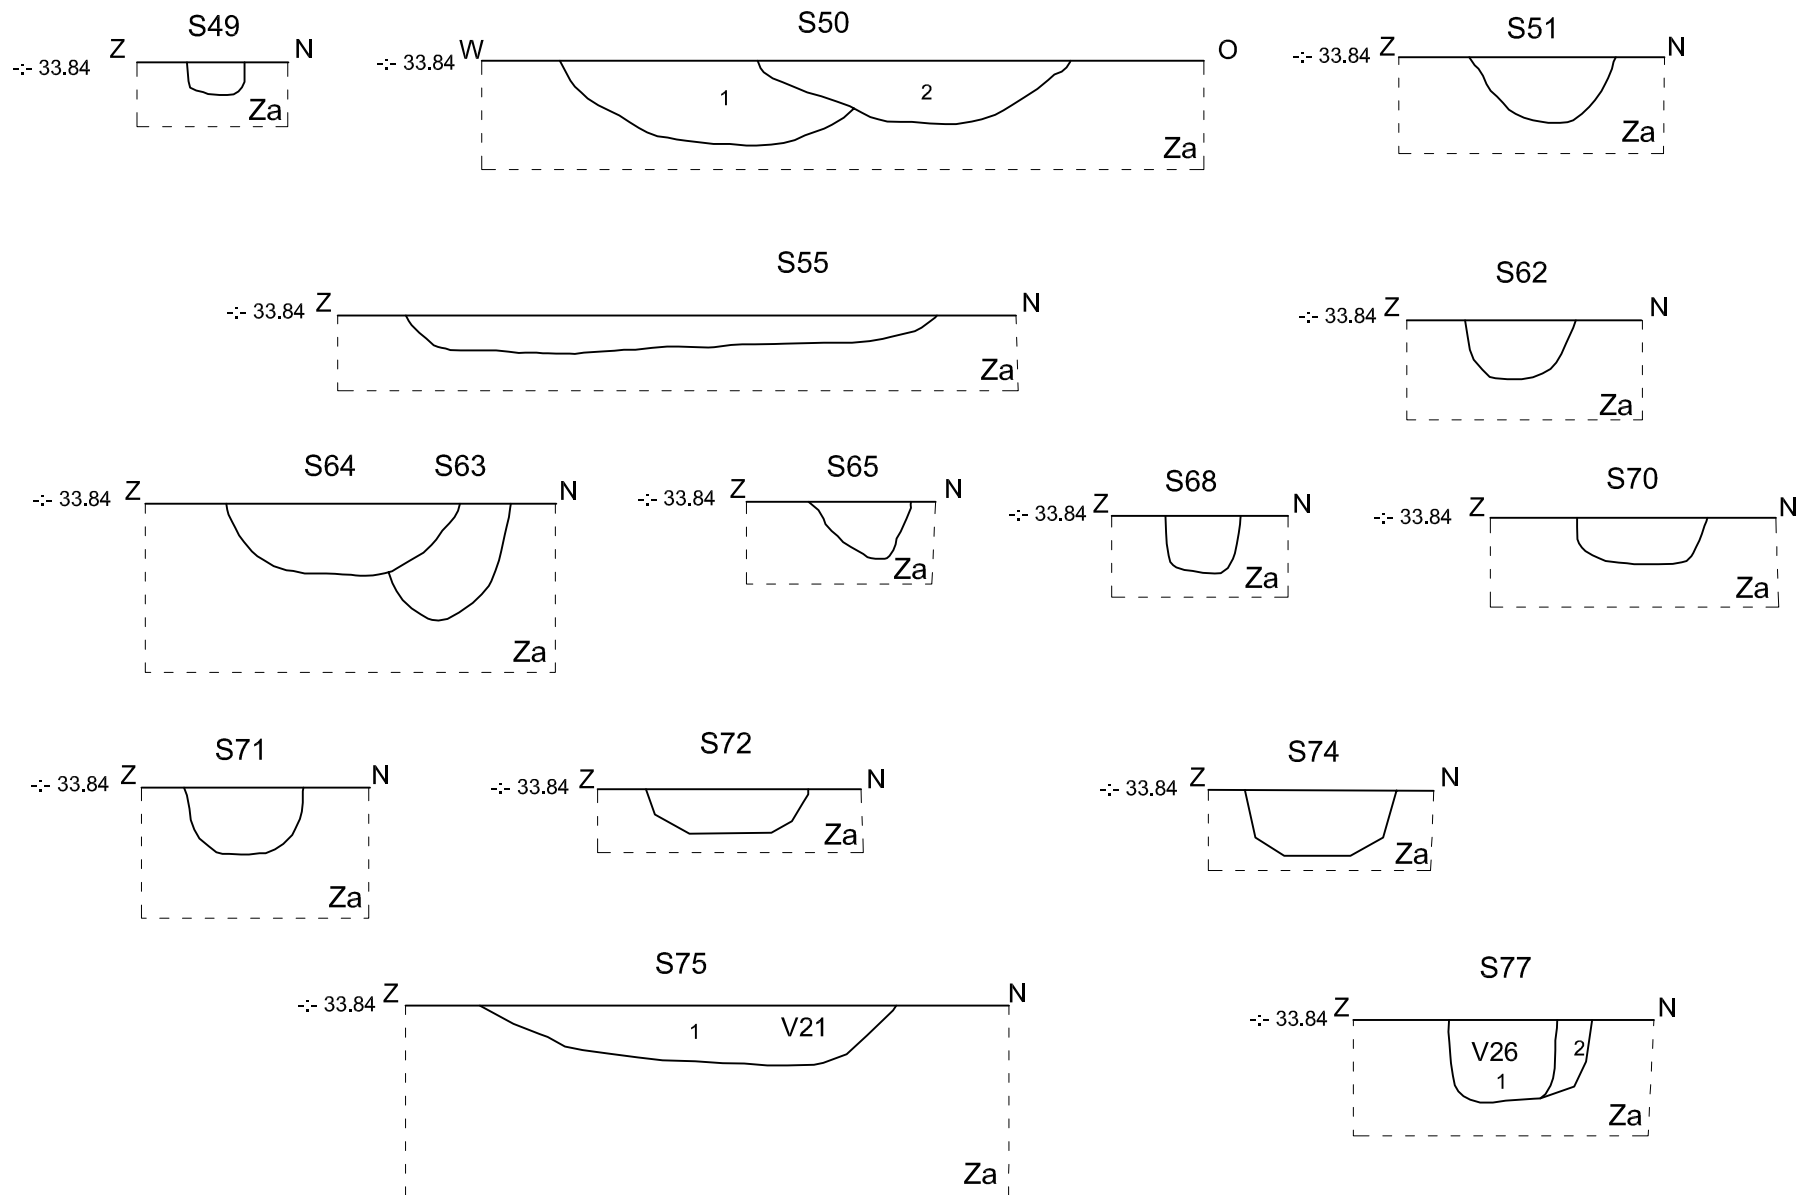 S49 S50 S51
Z N W O Z N
-:- 33.84 -:- 33.84 -:- 33.84
1 2
Za Za Za
S55 S62
-:- 33.84 Z N -:- 33.84 Z N
Za Za
S64 S63 S65 S68 S70
-:- 33.84 Z N -:- 33.84 Z N -:- 33.84 Z N -:- 33.84 Z N
Za Za Za Za
S71 S72 S74
-:- 33.84 Z N -:- 33.84 Z N -:- 33.84 Z N
Za Za Za
S75 S77
-:- 33.84 Z N -:- 33.84 Z N
1 V21 V26 2
1
Za Za